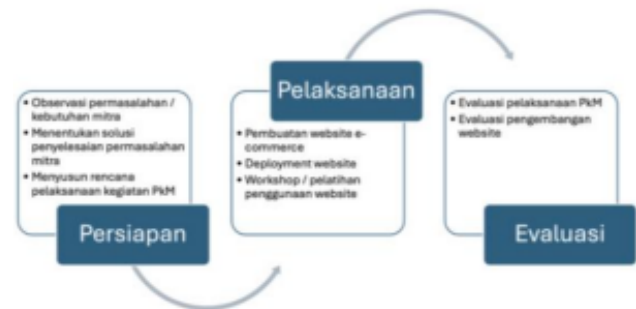 • Observasi permasalahan /
kebutuhan mitra
• Menentukan solusi
penyelesaian permasalahan
mitra
• Menyusun rencana
pelaksanaan kegiatan PkM
Persiapan
Pelaksanaan
• Pembuatan website e-
commerce
• Deployment website
• Workshop / pelatihan
penggunaan website
• Evaluasi pelaksanaan PkM
• Evaluasi pengembangan
website
Evaluasi